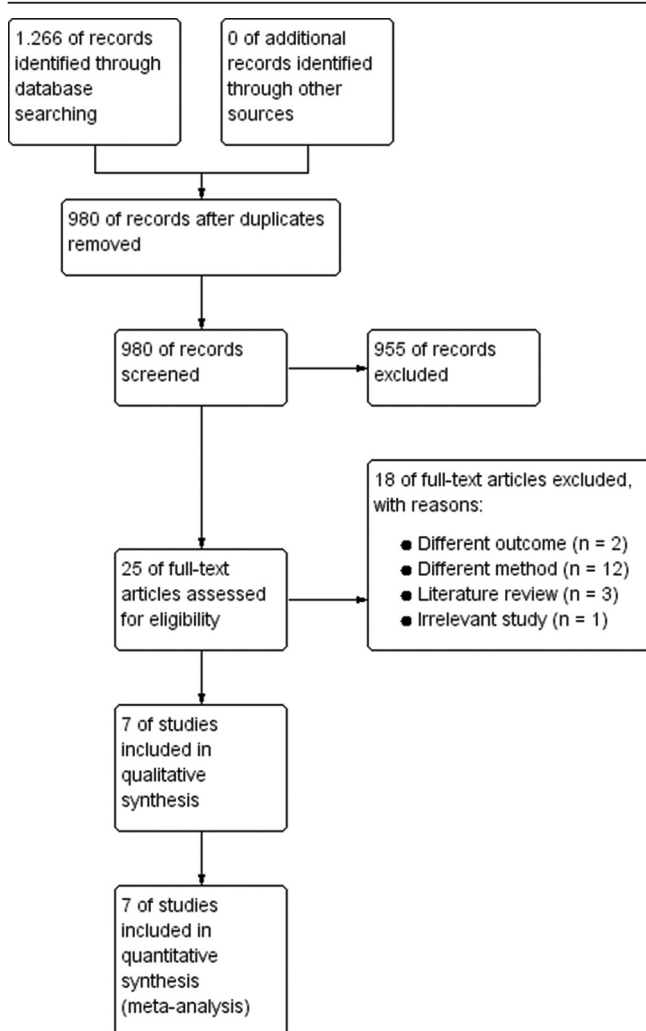 1.266 of records
identified through
database
searching
0 of additional
records identified
through other
sources
980 of records after duplicates
removed
980 of records
screened
955 of records
excluded
18 of full-text articles excluded,
with reasons:
● Different outcome (n = 2)
● Different method (n = 12)
● Literature review (n = 3)
● Irrelevant study (n = 1)
25 of full-text
articles assessed
for eligibility
7 of studies
included in
qualitative
synthesis
7 of studies
included in
quantitative
synthesis
(meta-analysis)